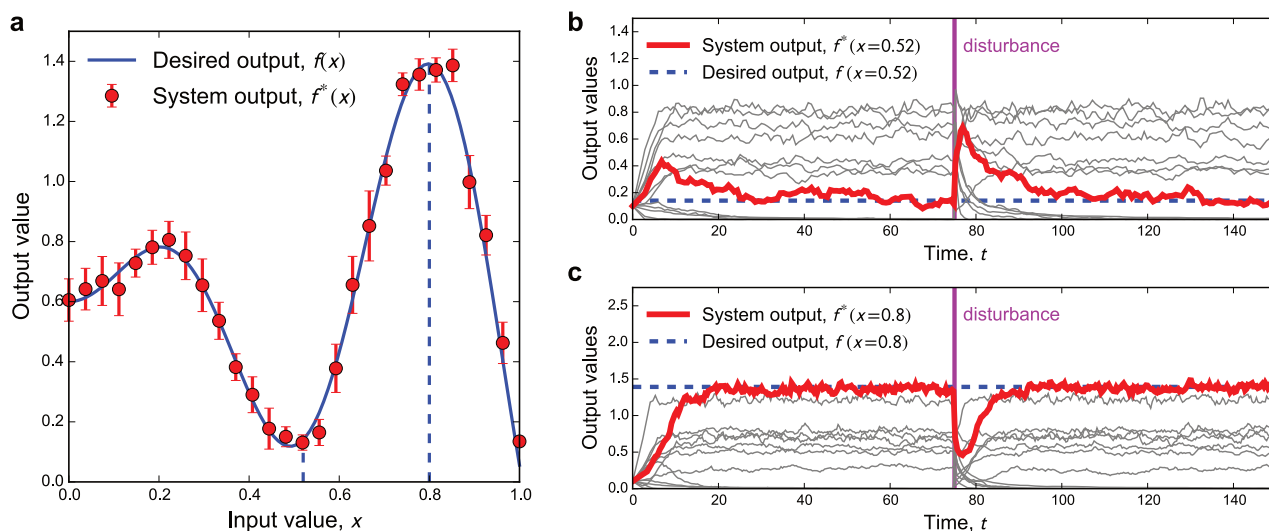 a
Desired output, f(x)
System output, f*(x)
Output value
1.4
1.2
1.0
0.8
0.6
0.4
0.2
0.0
0.0 0.2 0.4 0.6 0.8 1.0
Input value, x
b
System output, f*(x=0.52)
Desired output, f(x=0.52)
disturbance
Output values
1.4
1.2
1.0
0.8
0.6
0.4
0.2
0.0
0 20 40 60 80 100 120 140
Time, t
c
System output, f*(x=0.8)
Desired output, f(x=0.8)
disturbance
Output values
2.5
2.0
1.5
1.0
0.5
0.0
0 20 40 60 80 100 120 140
Time, t